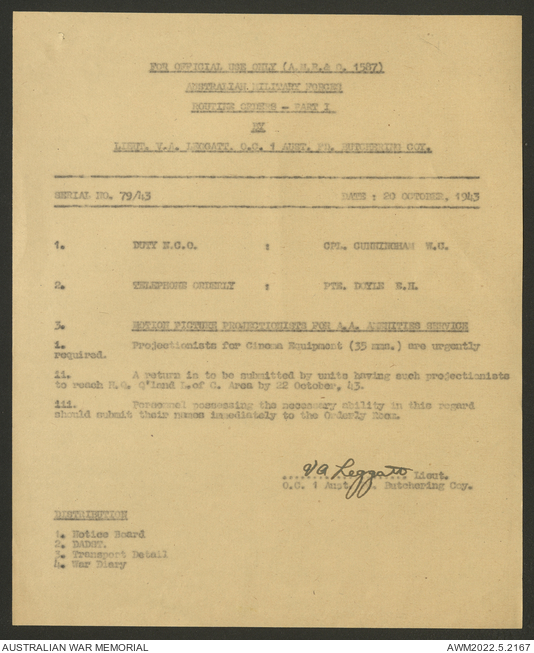 FOR OFFICIAL USE ONLY (A.M.R.& O. 1587)
AUSTRALIAN MILITARY FORCES
ROUTINE ORDERS - PART I
BY
LIEUT. V.A. LEGGATT, O.C. 1 AUST. FD. BUTCHERING COY.
SERIAL NO. 79/43 DATE : 20 OCTOBER, 1943
1. DUTY N.C.O. : CPL. CUNNINGHAM W.G.
2. TELEPHONE ORDERLY : PTE. DOYLE E.H.
3. MOTION PICTURE PROJECTIONISTS FOR A.A. AMENITIES SERVICE
i. Projectionists for Cinema Equipment (35 mm.) are urgently
required.
ii. A return is to be submitted by units having such projectionists
to reach H.Q. Q'land L.of C. Area by 22 October, 43.
iii. Personnel possessing the necessary ability in this regard
should submit their names immediately to the Orderly Room.
VA Leggatt Lieut.
O.C. 1 Aust. Butchering Coy.
DISTRIBUTION
1. Notice Board
2. DADST.
3. Transport Detail
4. War Diary
AUSTRALIAN WAR MEMORIAL AWM2022.5.2167